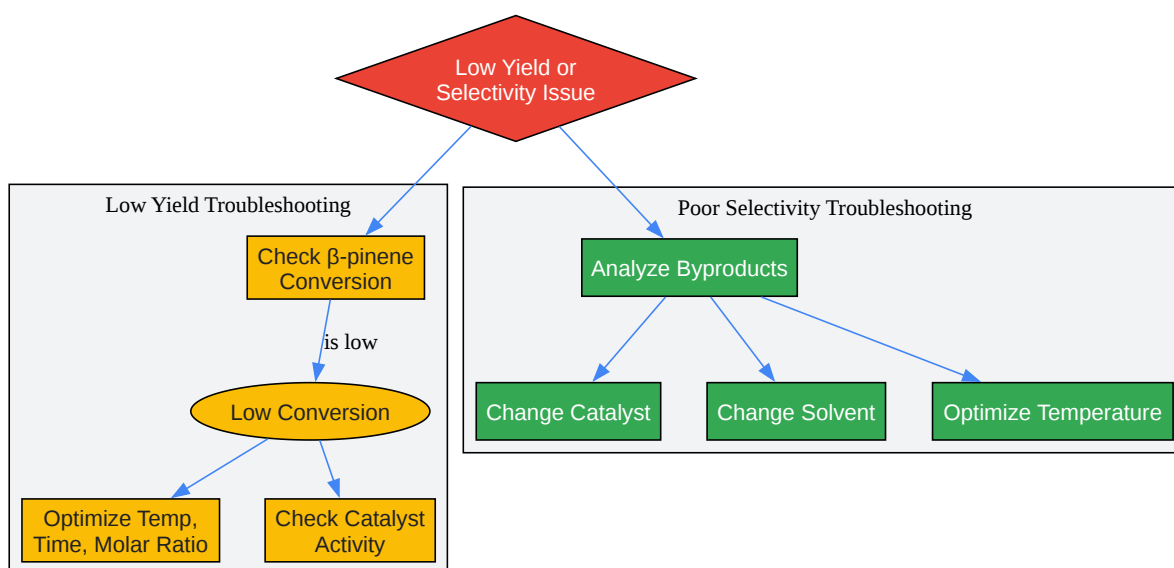 Low Yield or
Selectivity Issue
Low Yield Troubleshooting
Check β-pinene
Conversion
is low
Low Conversion
Optimize Temp,
Time, Molar Ratio
Check Catalyst
Activity
Poor Selectivity Troubleshooting
Analyze Byproducts
Change Catalyst
Change Solvent
Optimize Temperature